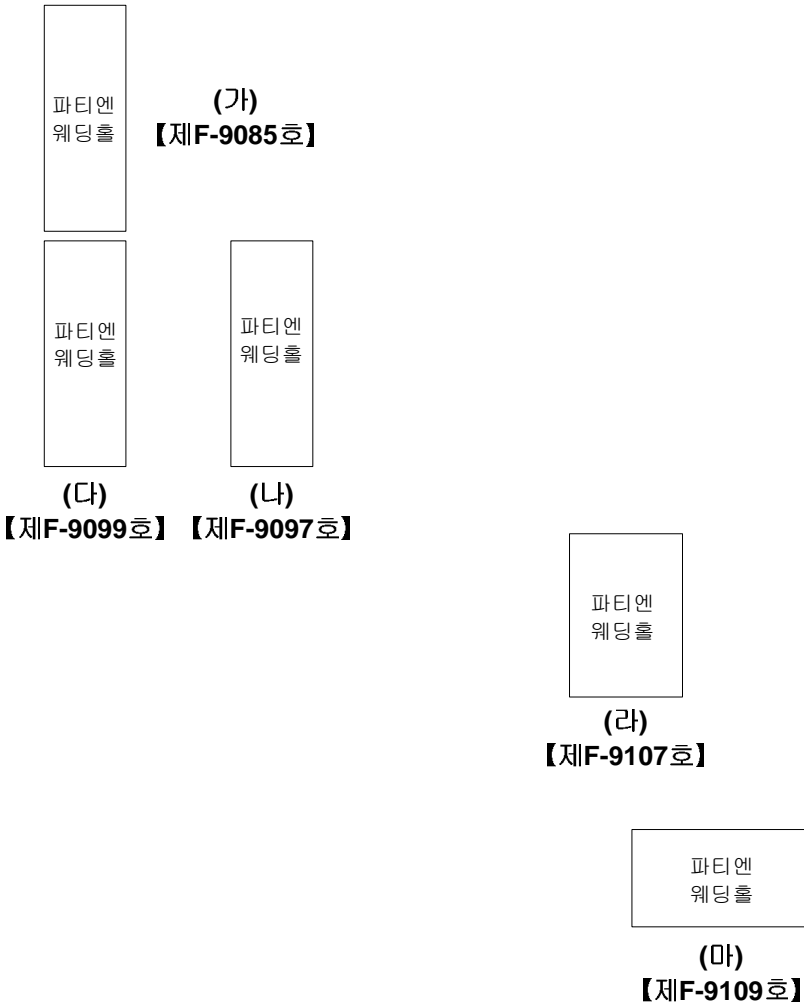 파티엔
웨딩홀
(가)
【제F-9085호】
파티엔
웨딩홀
(다)
【제F-9099호】
파티엔
웨딩홀
(나)
【제F-9097호】
파티엔
웨딩홀
(라)
【제F-9107호】
파티엔
웨딩홀
(마)
【제F-9109호】